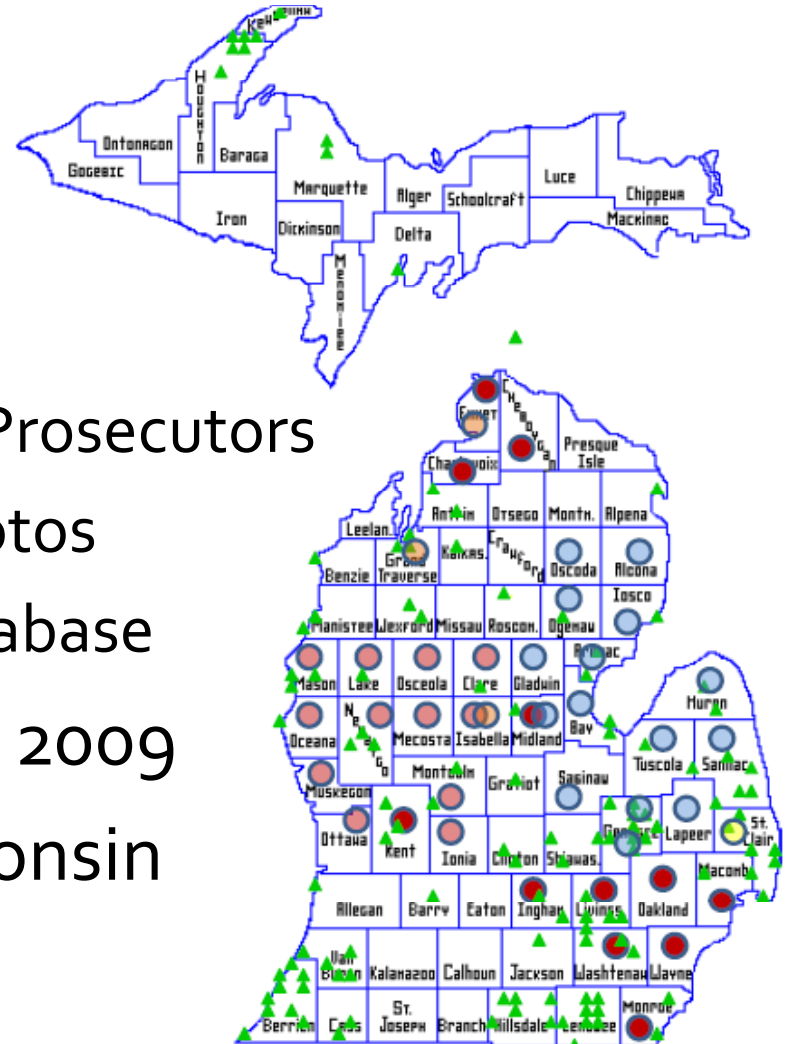 Keweenaw
Houghton
Ontonagon
Baraga
Gogebic
Marquette
Alger
Luce
Schoolcraft
Chippewa
Mackinac
Iron
Dickinson
Delta
Menominee
Prosecutors
otos
abase
2009
onsin
Emmet
Cheboygan
Presque
Isle
Charlevoix
Antrim Otsego Montm. Alpena
Leelan.
Benzie
Grand
Traverse
Kalkas.
Crawford
Oscoda Alcona
Iosco
Manistee Wexford Missau Roscom. Ogemaw
Arenac
Mason Lake Osceola Clare Gladwin
Huron
Oceana
Newaygo
Mecosta Isabella Midland
Bay
Tuscola Sanilac
Muskegon
Montcalm
Gratiot
Saginaw
Ottawa
Kent
Ionia
Clinton
Shiawas.
Genesee
Lapeer
St.
Clair
Macomb
Allegan Barry Eaton Ingham Livings. Oakland
Van
Buren
Kalamazoo Calhoun Jackson Washtenaw Wayne
Berrien Cass
St.
Joseph
Branch Hillsdale Lenawee
Monroe